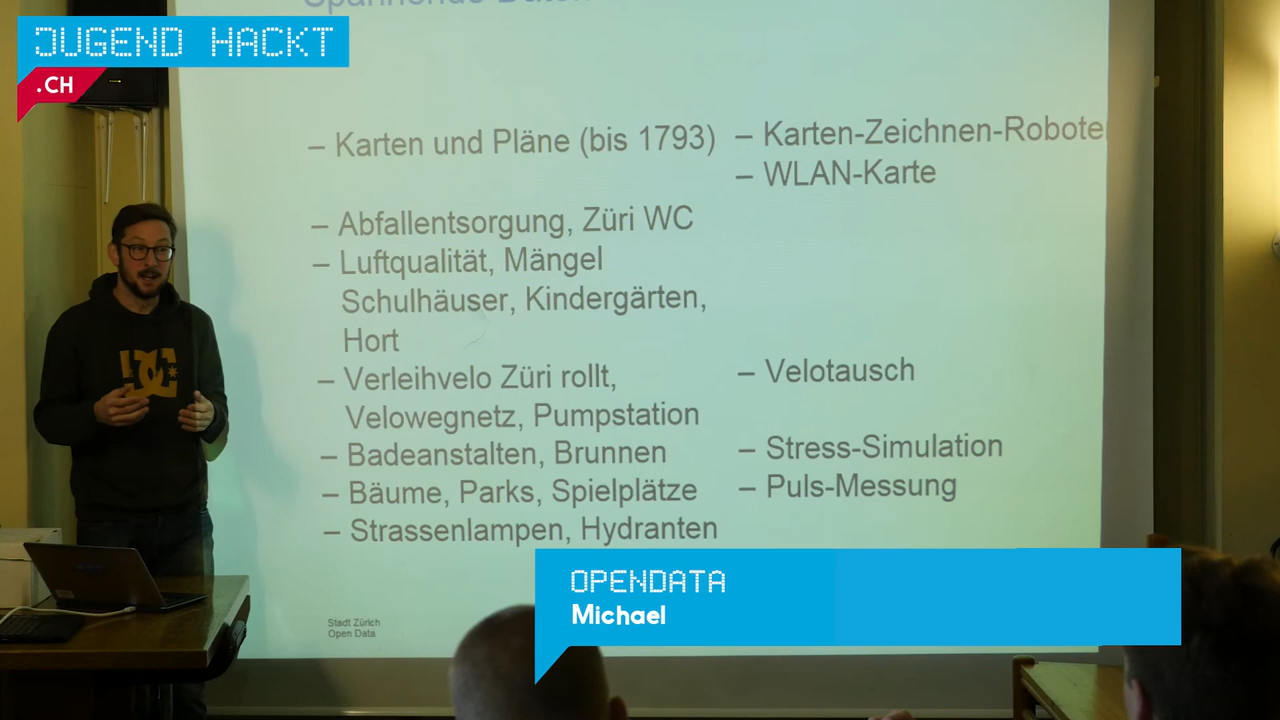 JUGEND HACKT
.CH
Karten und Pläne (bis 1793)
– Abfallentsorgung, Züri WC
– Luftqualität, Mängel
Schulhäuser, Kindergärten,
Hort
– Verleihvelo Züri rollt,
Velowegnetz, Pumpstation
– Badeanstalten, Brunnen
– Bäume, Parks, Spielplätze
– Strassenlampen, Hydranten
– Karten-Zeichnen-Robote
– WLAN-Karte
– Velotausch
– Stress-Simulation
– Puls-Messung
Stadt Zürich
Open Data
OPENDATA
Michael